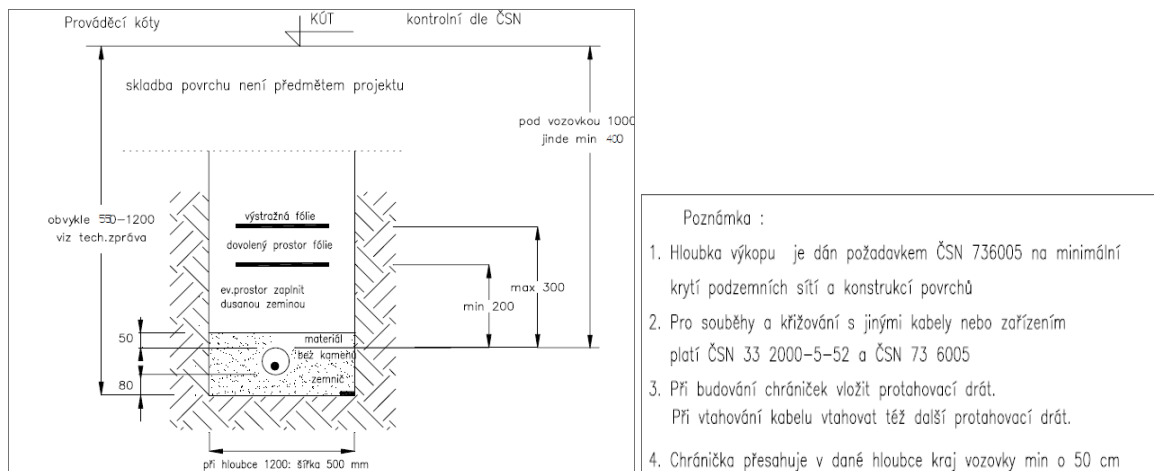 Prováděcí kóty
KÚT
kontrolní dle ČSN
skladba povrchu není předmětem projektu
pod vozovkou 1000
jinde min 400
obvykle 550-1200
viz tech.zpráva
výstražná fólie
dovolený prostor fólie
ev.prostor zaplnit
dusanou zeminou
max 300
min 200
50
materiál
bez kamenů
80
zemnič
při hloubce 1200: šířka 500 mm
Poznámka :
1. Hloubka výkopu je dán požadavkem ČSN 736005 na minimální
krytí podzemních sítí a konstrukcí povrchů
2. Pro souběhy a křižování s jinými kabely nebo zařízením
platí ČSN 33 2000-5-52 a ČSN 73 6005
3. Při budování chrániček vložit protahovací drát.
Při vtahování kabelu vtahovat též další protahovací drát.
4. Chránička přesahuje v dané hloubce kraj vozovky min o 50 cm